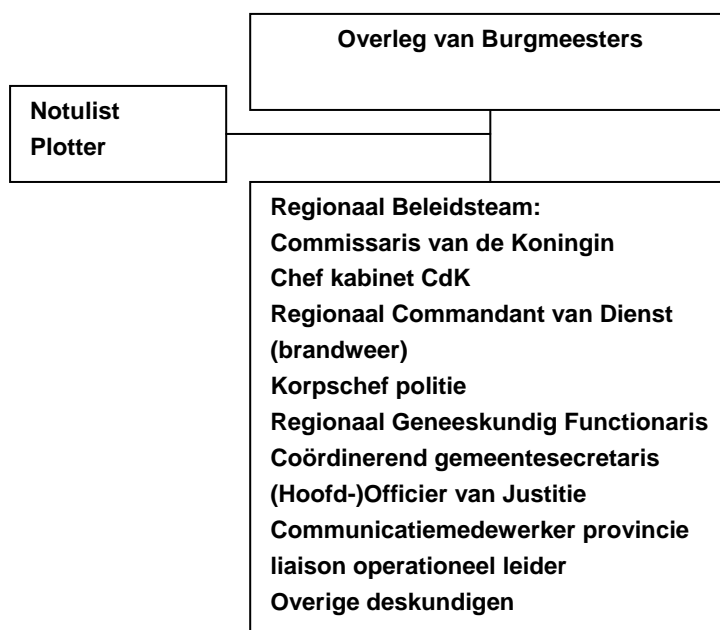 Overleg van Burgmeesters
Notulist
Plotter
Regionaal Beleidsteam:
Commissaris van de Koningin
Chef kabinet CdK
Regionaal Commandant van Dienst
(brandweer)
Korpschef politie
Regionaal Geneeskundig Functionaris
Coördinerend gemeentesecretaris
(Hoofd-)Officier van Justitie
Communicatiemedewerker provincie
liaison operationeel leider
Overige deskundigen